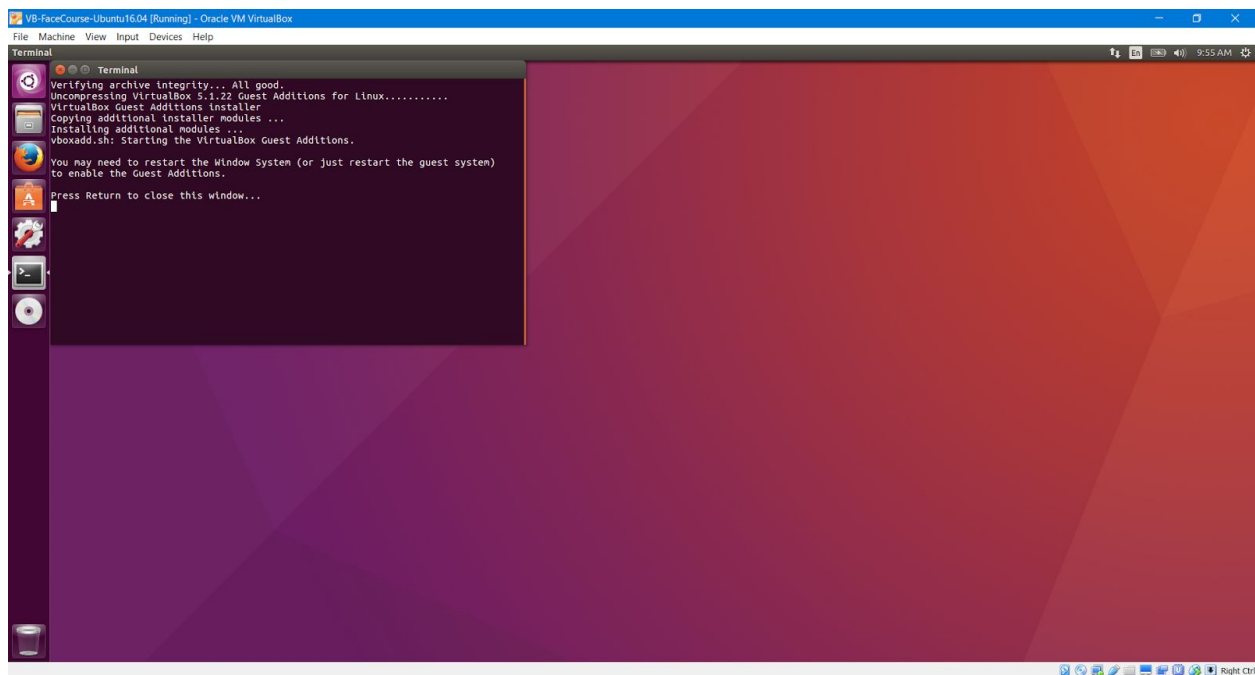 VB-FaceCourse-Ubuntu16.04 [Running] - Oracle VM VirtualBox
File Machine View Input Devices Help
Terminal En 9:55 AM
Terminal
Verifying archive integrity... All good.
Uncompressing VirtualBox 5.1.22 Guest Additions for Linux...........
VirtualBox Guest Additions installer
Copying additional installer modules ...
Installing additional modules ...
vboxadd.sh: Starting the VirtualBox Guest Additions.
You may need to restart the Window System (or just restart the guest system)
to enable the Guest Additions.
Press Return to close this window...
Right Ctrl